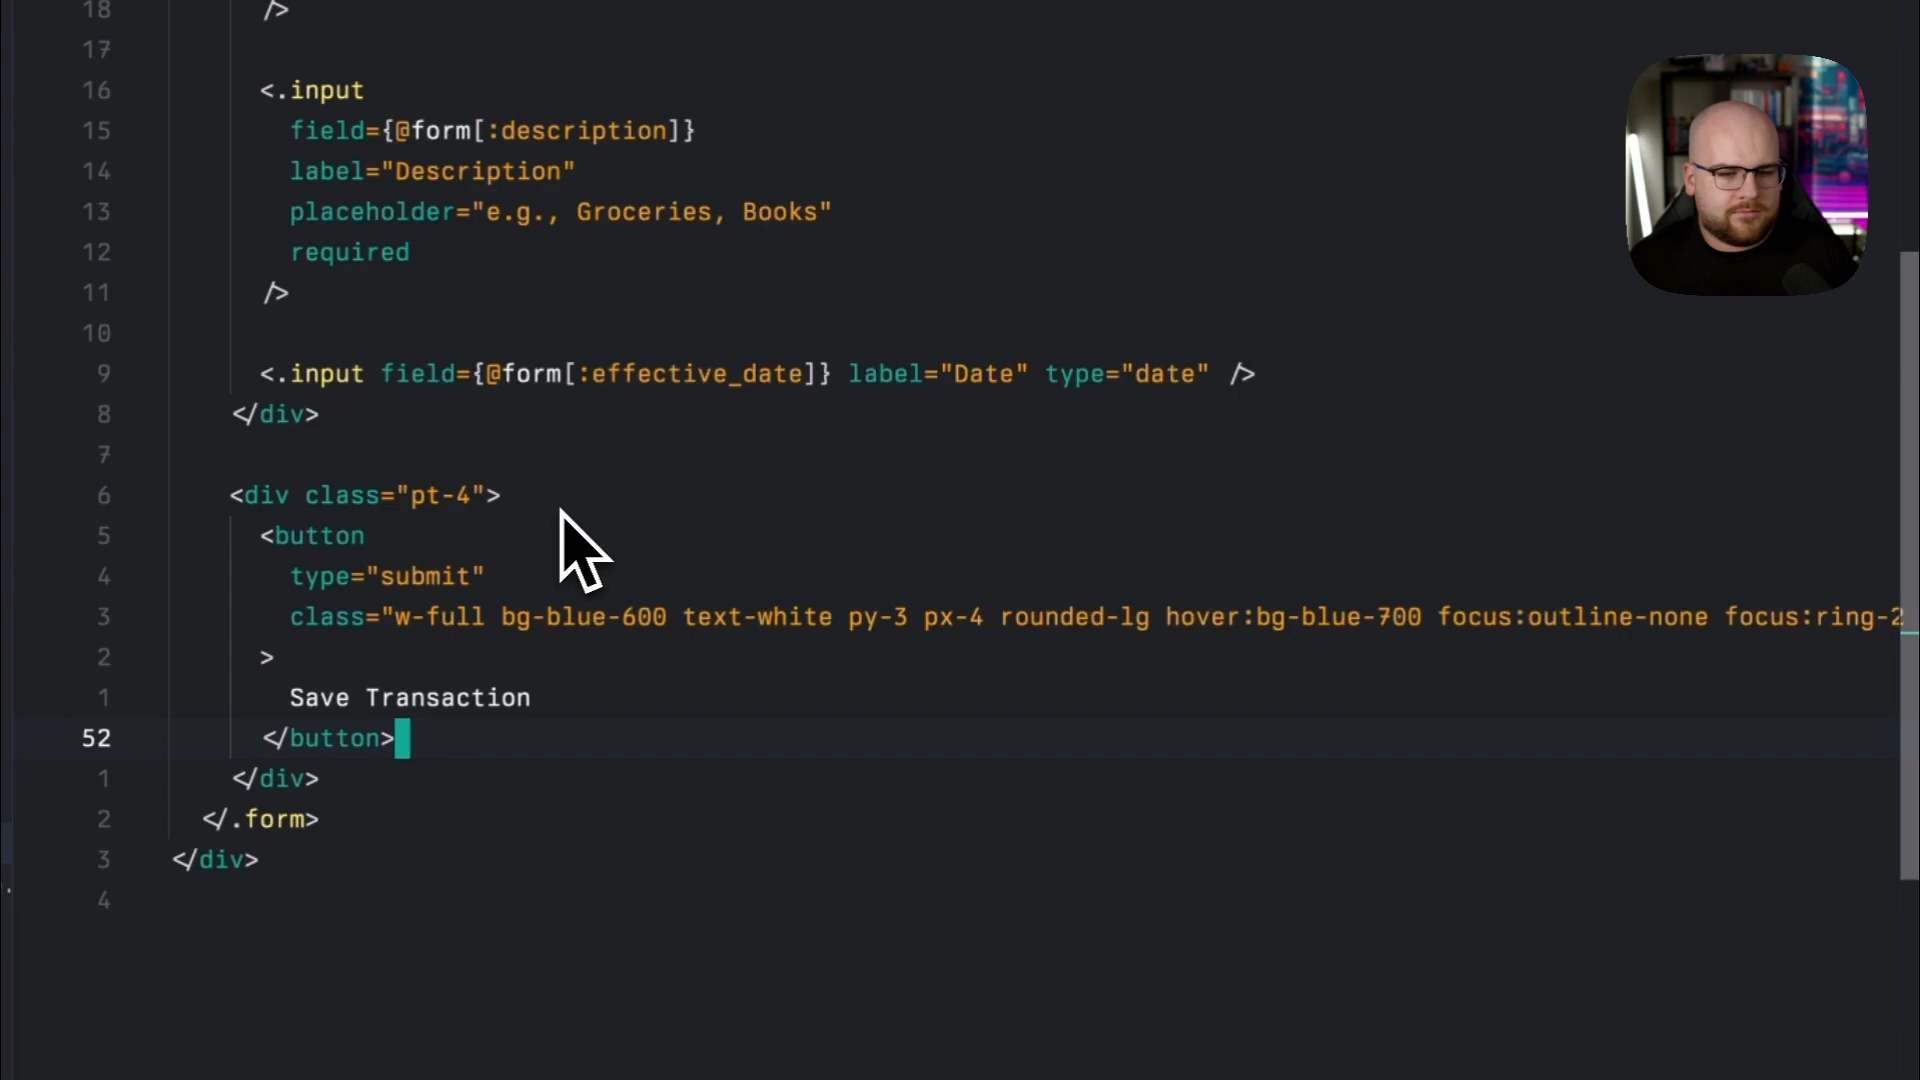 18 />
17
16 <.input
15 field={@form[:description]}
14 label="Description"
13 placeholder="e.g., Groceries, Books"
12 required
11 />
10
9 <.input field={@form[:effective_date]} label="Date" type="date" />
8 </div>
7
6 <div class="pt-4">
5 <button
4 type="submit"
3 class="w-full bg-blue-600 text-white py-3 px-4 rounded-lg hover:bg-blue-700 focus:outline-none focus:ring-2
2 >
1 Save Transaction
52 </button>
1 </div>
2 </.form>
3 </div>
4